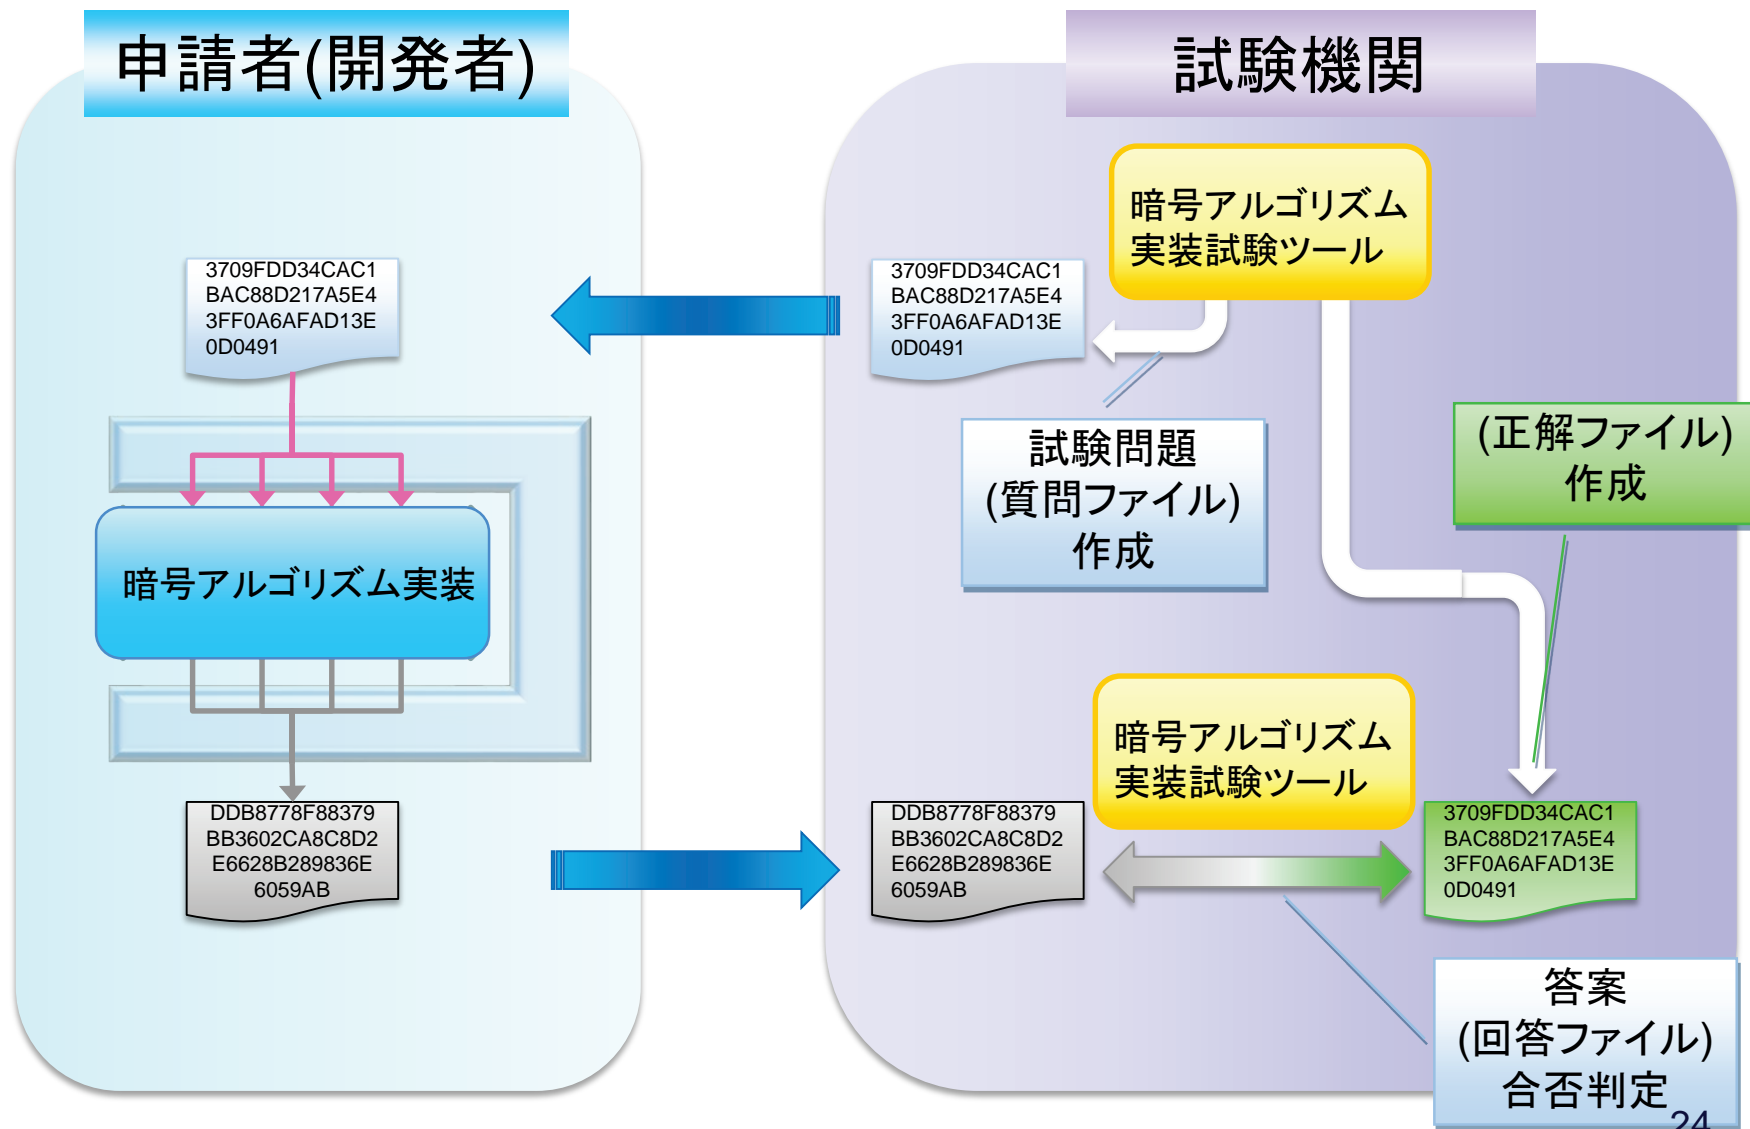 申請者(開発者)
試験機関
暗号アルゴリズム
実装試験ツール
3709FDD34CAC1
BAC88D217A5E4
3FF0A6AFAD13E
0D0491
3709FDD34CAC1
BAC88D217A5E4
3FF0A6AFAD13E
0D0491
試験問題
(質問ファイル)
作成
(正解ファイル)
作成
暗号アルゴリズム実装
暗号アルゴリズム
実装試験ツール
DDB8778F88379
BB3602CA8C8D2
E6628B289836E
6059AB
DDB8778F88379
BB3602CA8C8D2
E6628B289836E
6059AB
3709FDD34CAC1
BAC88D217A5E4
3FF0A6AFAD13E
0D0491
答案
(回答ファイル)
合否判定
24